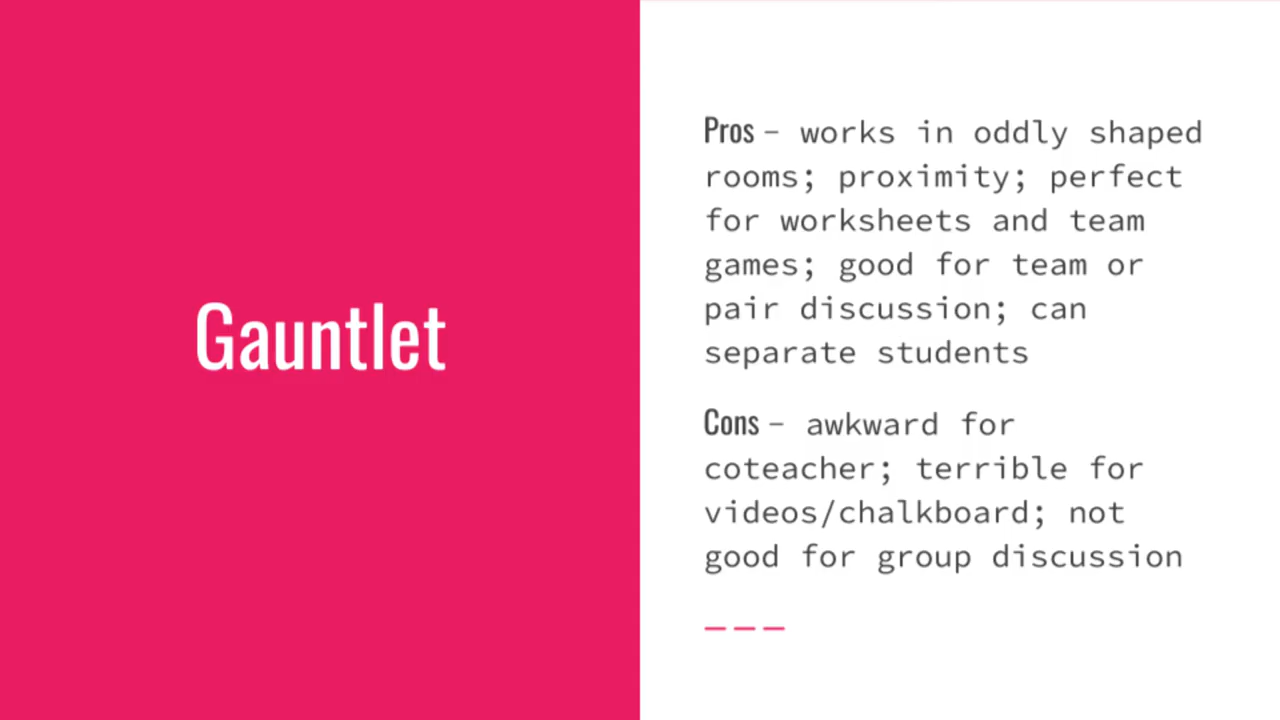 Gauntlet
Pros – works in oddly shaped
rooms; proximity; perfect
for worksheets and team
games; good for team or
pair discussion; can
separate students
Cons – awkward for
coteacher; terrible for
videos/chalkboard; not
good for group discussion